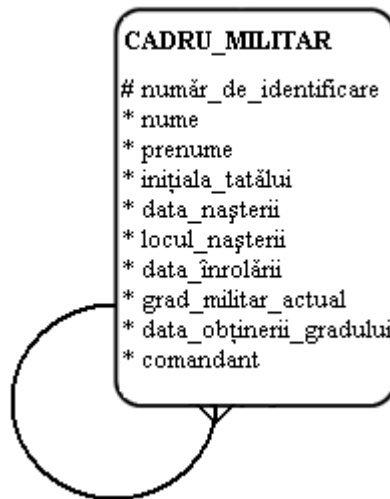 CADRU_MILITAR
# număr_de_identificare
* nume
* prenume
* inițiala_tatălui
* data_nașterii
* locul_nașterii
* data_înrolării
* grad_militar_actual
* data_obținerii_gradului
* comandant